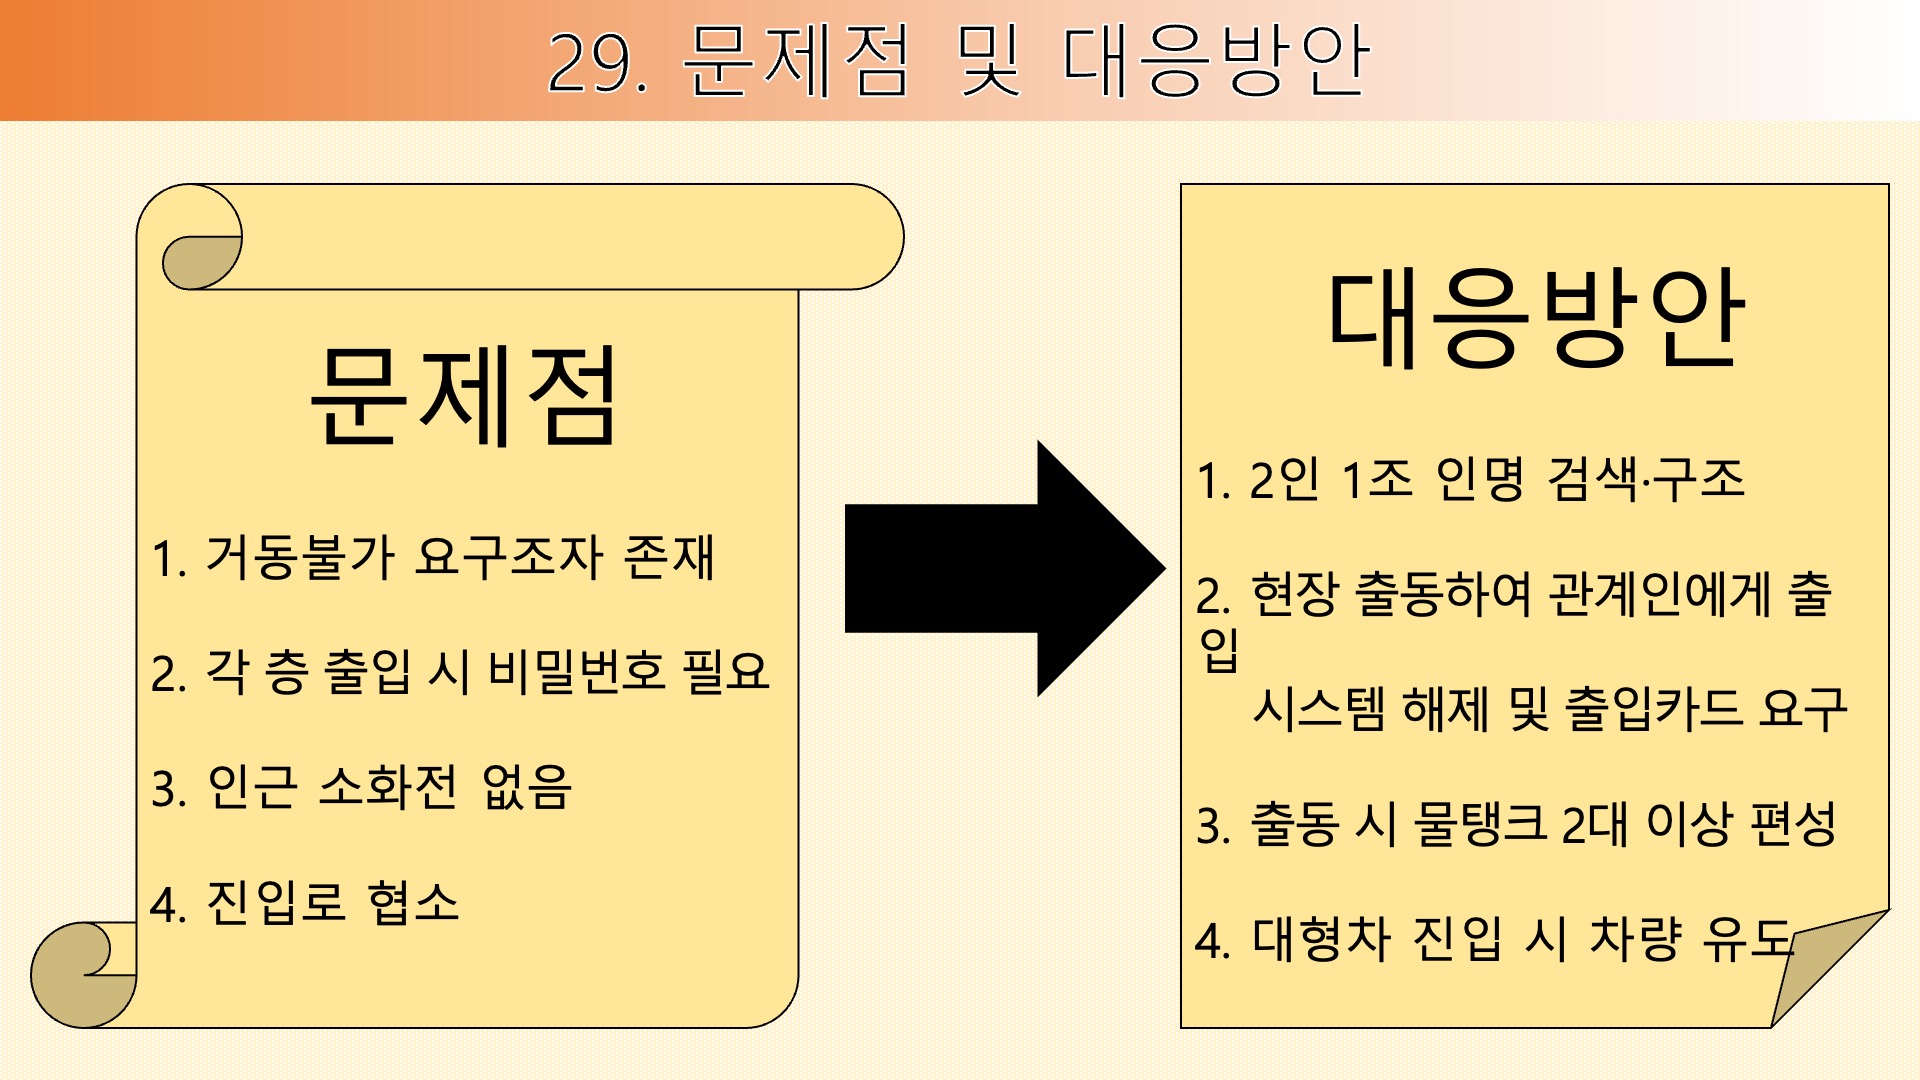 29. 문제점 및 대응방안
문제점
1. 거동불가 요구조자 존재
2. 각 층 출입 시 비밀번호 필요
3. 인근 소화전 없음
4. 진입로 협소
대응방안
1. 2인 1조 인명 검색·구조
2. 현장 출동하여 관계인에게 출
입
시스템 해제 및 출입카드 요구
3. 출동 시 물탱크 2대 이상 편성
4. 대형차 진입 시 차량 유도